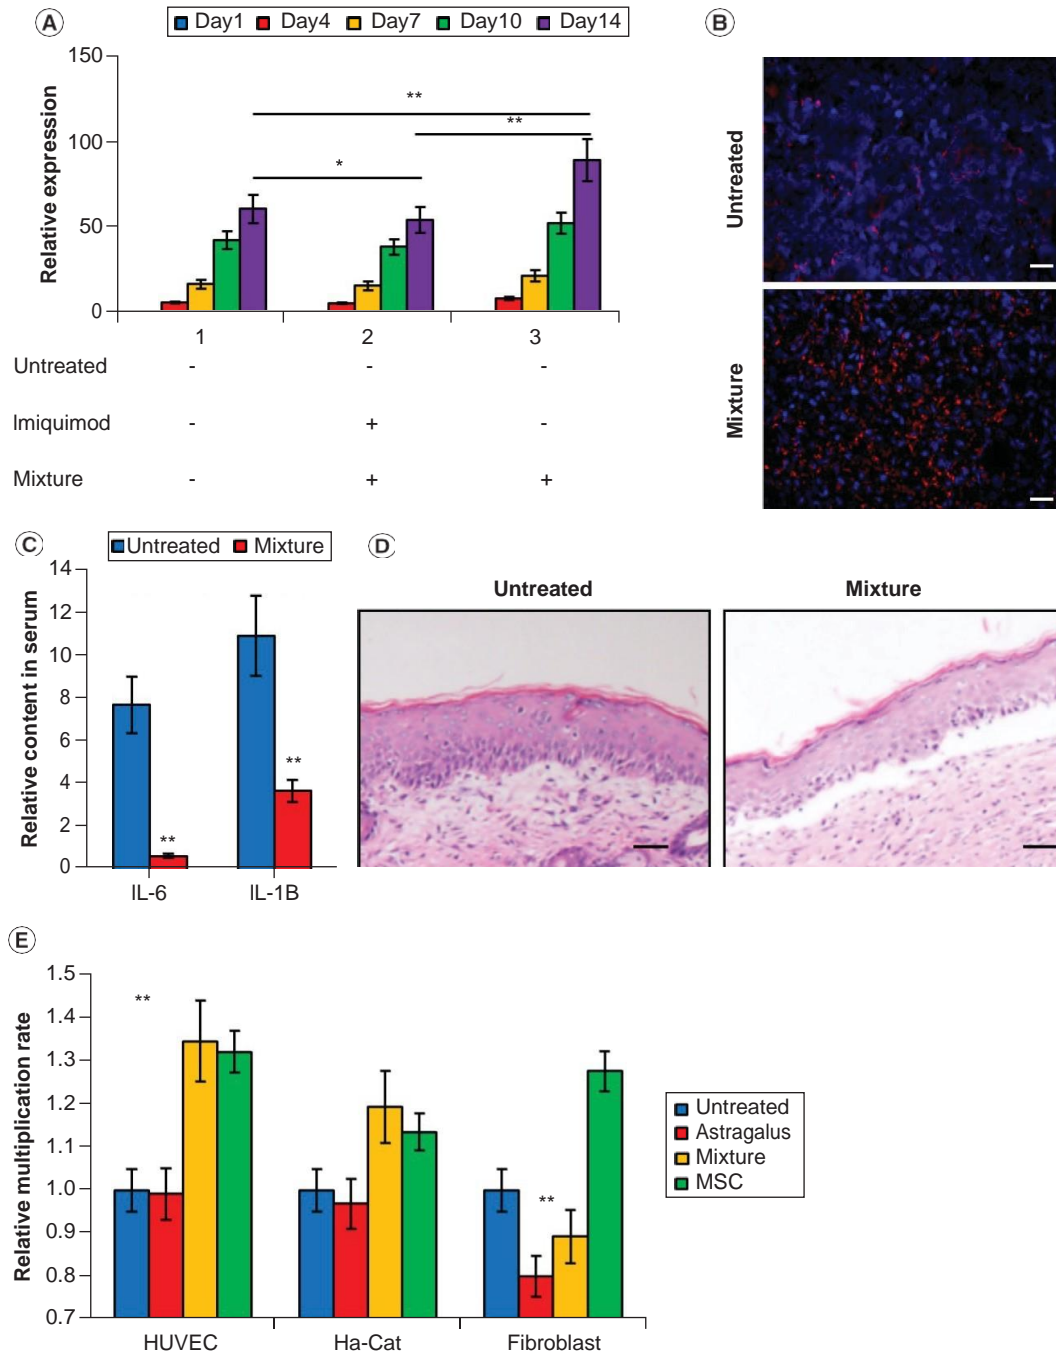 A
Day1 Day4 Day7 Day10 Day14
150
100
50
0
Relative expression
**
**
*
1 2 3
Untreated - - -
Imiquimod - + -
Mixture - + +
B
Untreated
Mixture
C
Untreated Mixture
14
12
10
8
6
4
2
0
Relative content in serum
**
**
IL-6 IL-1B
D
Untreated Mixture
E
1.5
1.4
1.3
1.2
1.1
1.0
0.9
0.8
0.7
Relative multiplication rate
**
**
HUVEC Ha-Cat Fibroblast
Untreated
Astragalus
Mixture
MSC